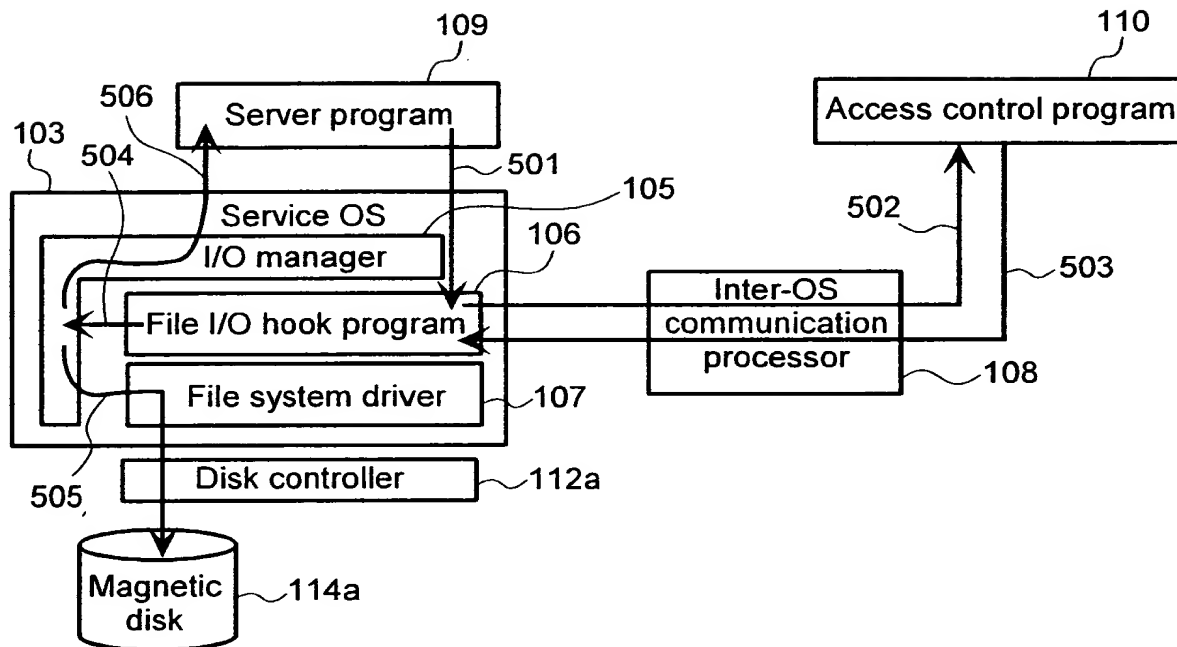 109
110
506
Server program
Access control program
103
504
501
105
Service OS
502
106
I/O manager
503
Inter-OS
communication
processor
File I/O hook program
File system driver
107
108
Disk controller
112a
505
Magnetic
disk
114a